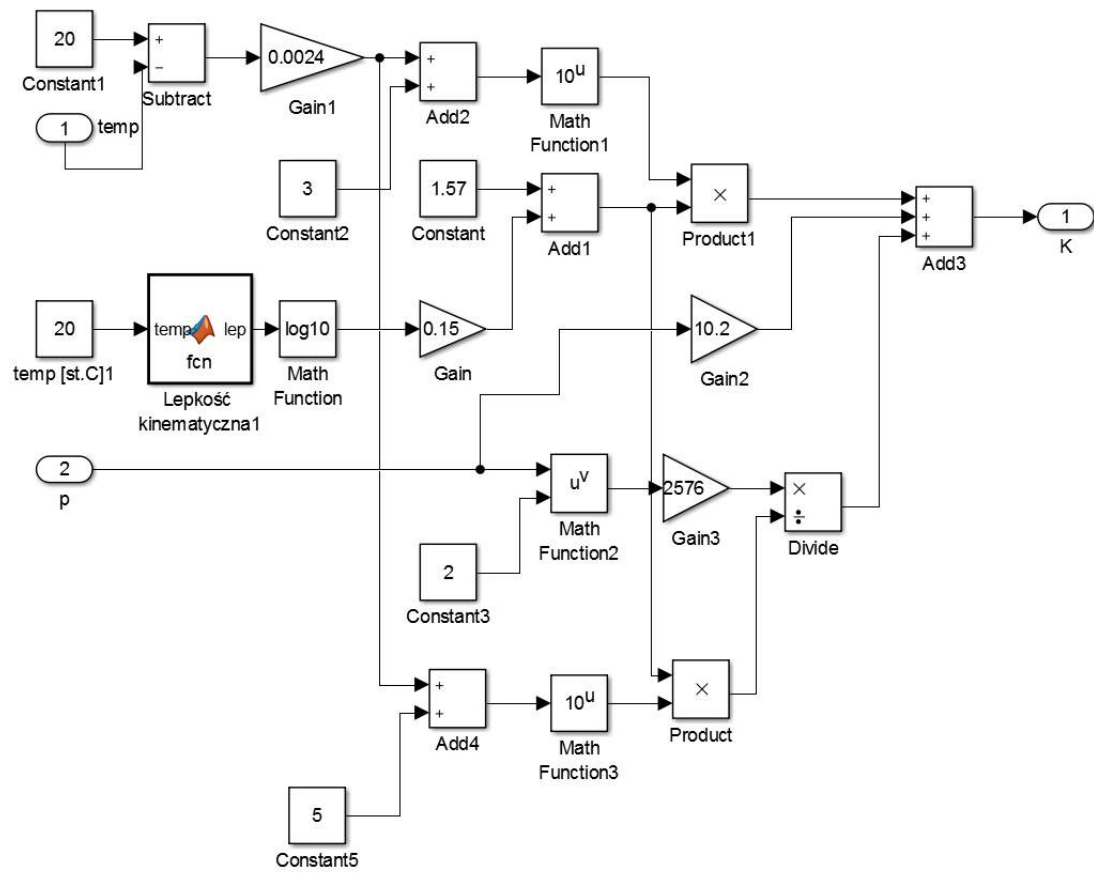 20
Constant1
+
−
Subtract
1
temp
0.0024
Gain1
+
+
Add2
10u
Math
Function1
3
Constant2
1.57
Constant
+
+
Add1
×
Product1
+
+
+
Add3
1
K
20
temp [st.C]1
temp
lep
fcn
Lepkość
kinematyczna1
log10
Math
Function
0.15
Gain
10.2
Gain2
2
p
uv
Math
Function2
2576
Gain3
×
÷
Divide
2
Constant3
+
+
Add4
10u
Math
Function3
×
Product
5
Constant5